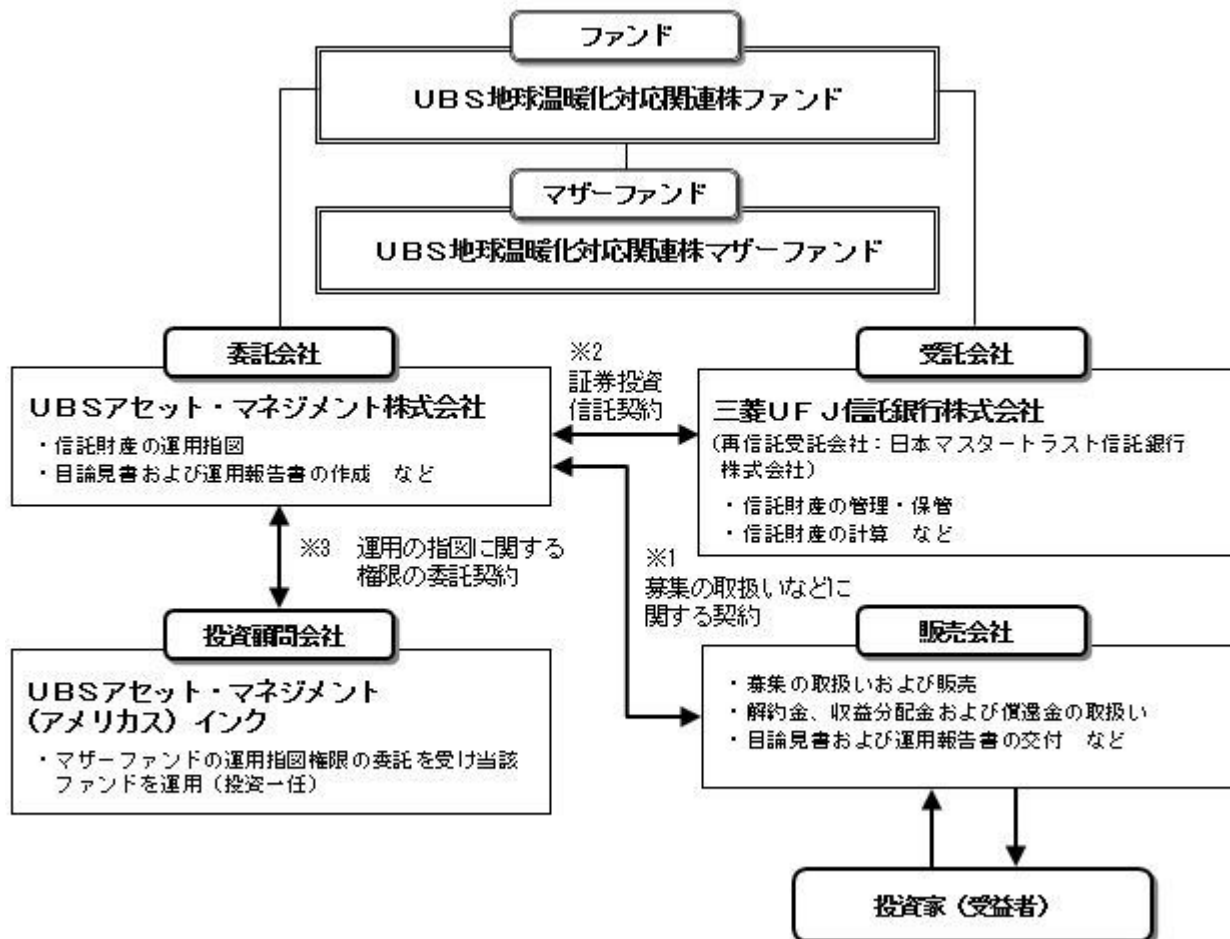 ファンド
UBS地球温暖化対応関連株ファンド
マザーファンド
UBS地球温暖化対応関連株マザーファンド
委託会社
UBSアセット・マネジメント株式会社
・信託財産の運用指図
・目論見書および運用報告書の作成 など
※2
証券投資
信託契約
受託会社
三菱UFJ信託銀行株式会社
(再信託受託会社:日本マスタートラスト信託銀行
株式会社)
・信託財産の管理・保管
・信託財産の計算 など
※3 運用の指図に関する
権限の委託契約
※1
募集の取扱いなどに
関する契約
投資顧問会社
UBSアセット・マネジメント
(アメリカス)インク
・マザーファンドの運用指図権限の委託を受け当該
ファンドを運用(投資一任)
販売会社
・募集の取扱いおよび販売
・解約金、収益分配金および償還金の取扱い
・目論見書および運用報告書の交付 など
投資家(受益者)